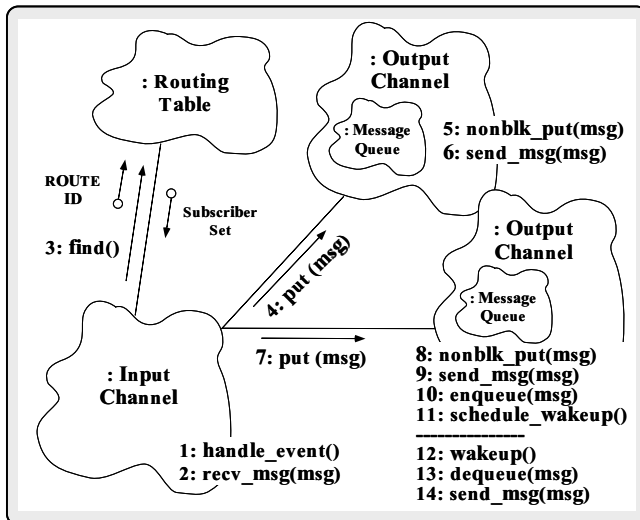 : Routing
Table
: Output
Channel
: Message
Queue
5: nonblk_put(msg)
6: send_msg(msg)
ROUTE
ID
Subscriber
Set
3: find()
4: put (msg)
: Output
Channel
: Message
Queue
7: put (msg)
: Input
Channel
1: handle_event()
2: recv_msg(msg)
8: nonblk_put(msg)
9: send_msg(msg)
10: enqueue(msg)
11: schedule_wakeup()
---------------
12: wakeup()
13: dequeue(msg)
14: send_msg(msg)